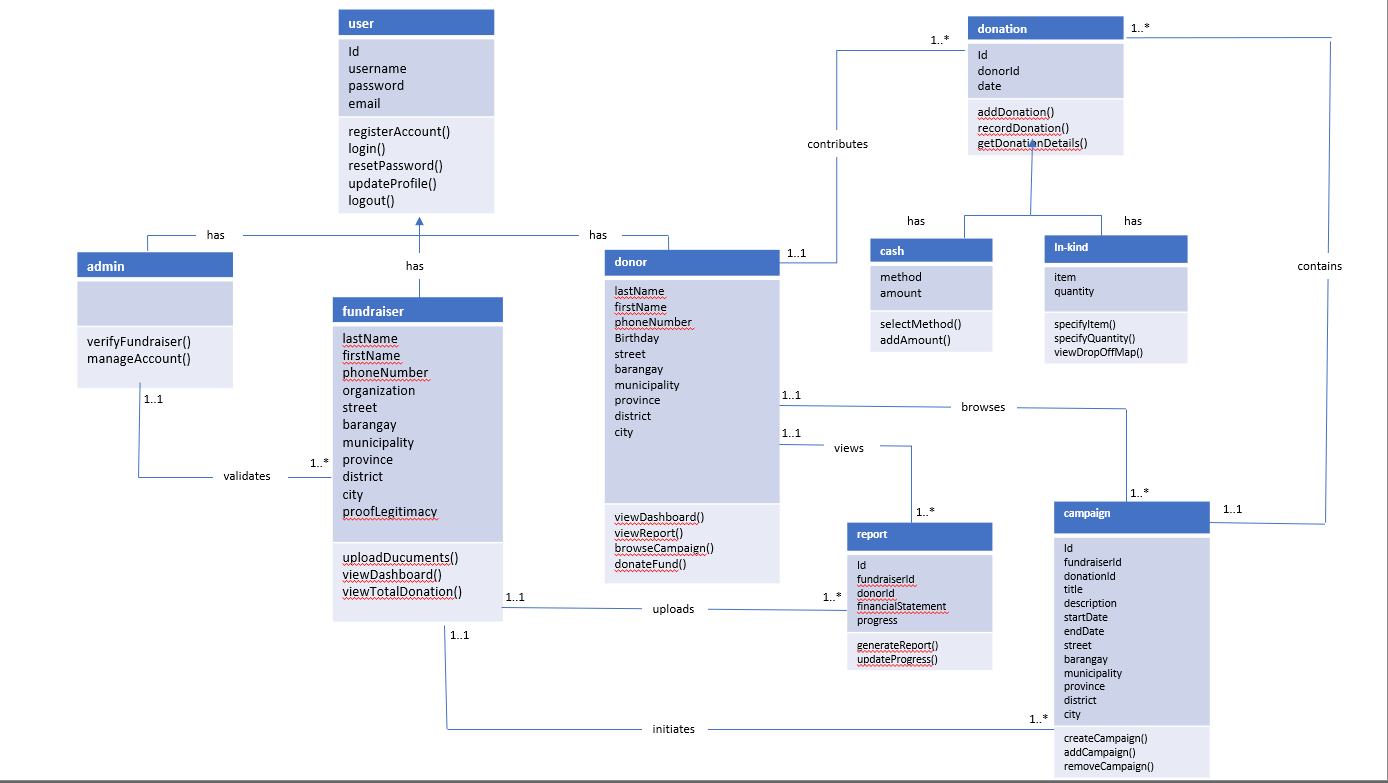 user
Id
username
password
email
registerAccount()
login()
resetPassword()
updateProfile()
logout()
donation
Id
donorId
date
addDonation()
recordDonation()
getDonationDetails()
1..*
1..*
contributes
1..1
contains
has
has
has
has
has
admin
verifyFundraiser()
manageAccount()
1..1
validates
1..*
fundraiser
lastName
firstName
phoneNumber
organization
street
barangay
municipality
province
district
city
proofLegitimacy
uploadDucuments()
viewDashboard()
viewTotalDonation()
donor
lastName
firstName
phoneNumber
Birthday
street
barangay
municipality
province
district
city
viewDashboard()
viewReport()
browseCampaign()
donateFund()
cash
method
amount
selectMethod()
addAmount()
In-kind
item
quantity
specifyItem()
specifyQuantity()
viewDropOffMap()
1..1
browses
1..*
1..1
views
1..*
1..1
report
Id
fundraiserId
donorId
financialStatement
progress
generateReport()
updateProgress()
1..1
uploads
1..*
1..1
initiates
1..*
campaign
Id
fundraiserId
donationId
title
description
startDate
endDate
street
barangay
municipality
province
district
city
createCampaign()
addCampaign()
removeCampaign()